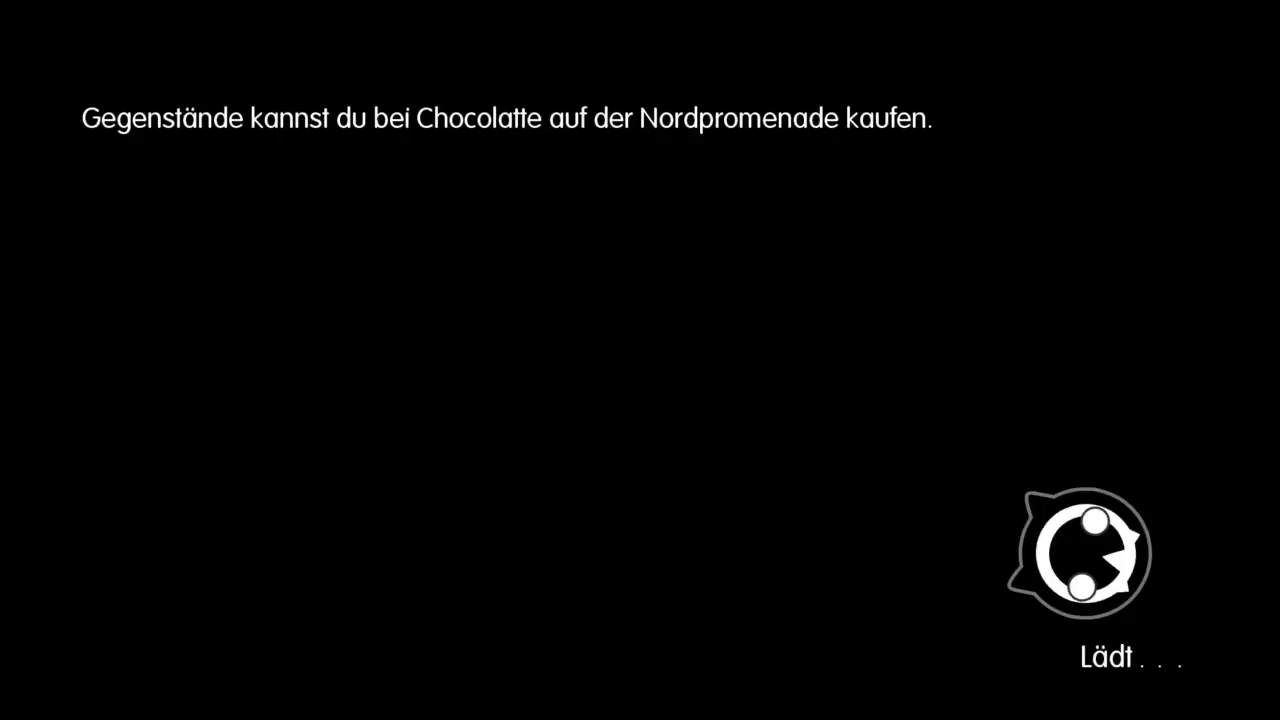 Gegenstände kannst du bei Chocolatte auf der Nordpromenade kaufen.
Lädt . . .